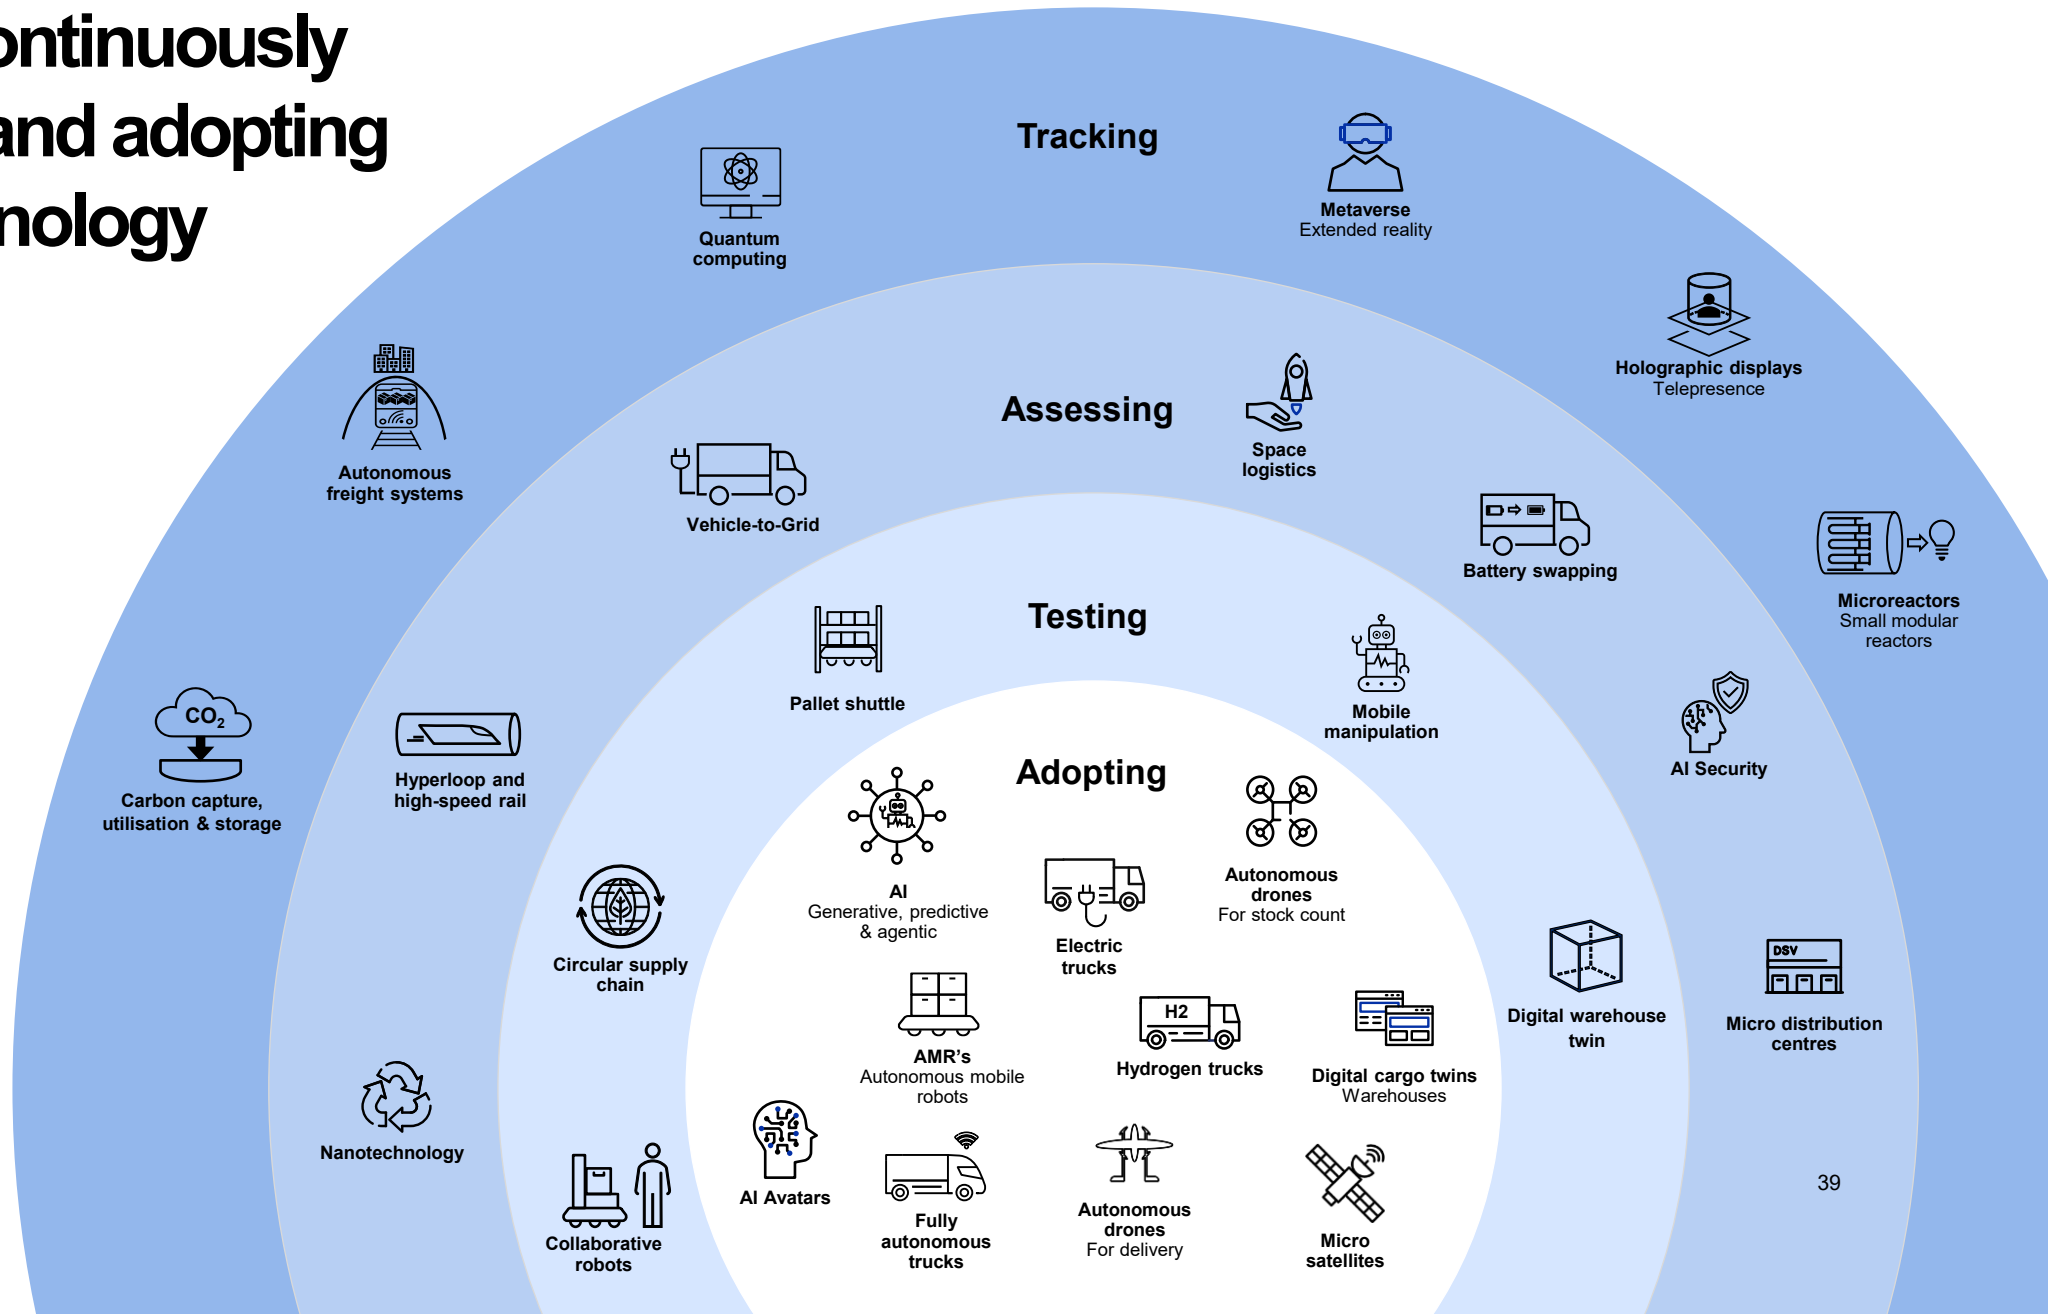 ontinuously
and adopting
nology
Tracking
Quantum
computing
Metaverse
Extended reality
Holographic displays
Telepresence
Autonomous
freight systems
Microreactors
Small modular
reactors
CO2
Carbon capture,
utilisation & storage
Assessing
Space
logistics
Vehicle-to-Grid
Battery swapping
Hyperloop and
high-speed rail
AI Security
Nanotechnology
DSV
Micro distribution
centres
Testing
Pallet shuttle
Mobile
manipulation
Circular supply
chain
Digital warehouse
twin
Collaborative
robots
Adopting
AI
Generative, predictive
& agentic
Electric
trucks
Autonomous
drones
For stock count
AMR's
Autonomous mobile
robots
H2
Hydrogen trucks
Digital cargo twins
Warehouses
AI Avatars
Fully
autonomous
trucks
Autonomous
drones
For delivery
Micro
satellites
39